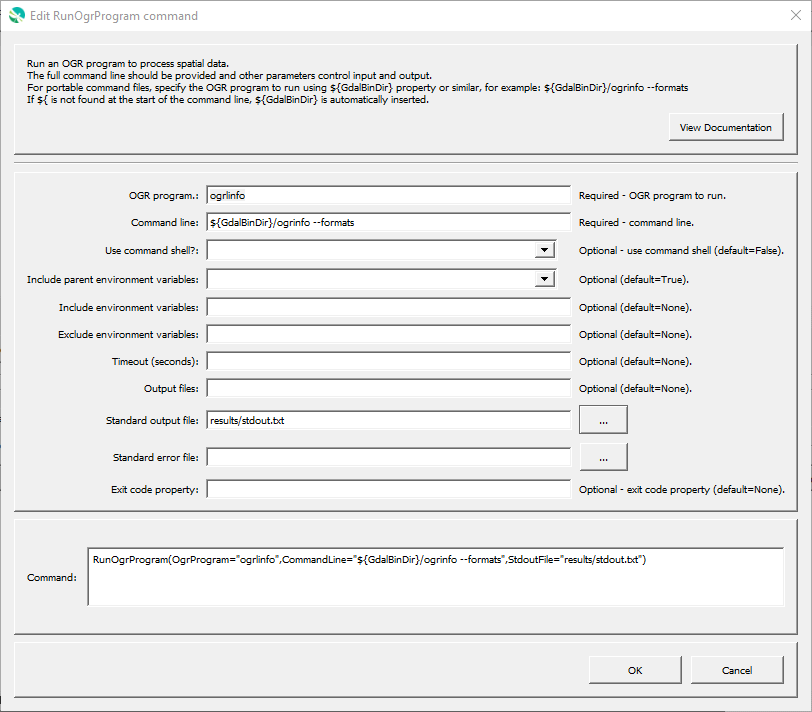 Edit RunOgrProgram command
Run an OGR program to process spatial data.
The full command line should be provided and other parameters control input and output.
For portable command files, specify the OGR program to run using ${GdalBinDir} property or similar, for example: ${GdalBinDir}/ogrinfo --formats
If ${ is not found at the start of the command line, ${GdalBinDir} is automatically inserted.
View Documentation
OGR program.: ogrlinfo Required - OGR program to run.
Command line: ${GdalBinDir}/ogrinfo --formats Required - command line.
Use command shell?: Optional - use command shell (default=False).
Include parent environment variables: Optional (default=True).
Include environment variables: Optional (default=None).
Exclude environment variables: Optional (default=None).
Timeout (seconds): Optional (default=None).
Output files: Optional (default=None).
Standard output file: results/stdout.txt ...
Standard error file: ...
Exit code property: Optional - exit code property (default=None).
Command: RunOgrProgram(OgrProgram="ogrlinfo",CommandLine="${GdalBinDir}/ogrinfo --formats",StdoutFile="results/stdout.txt")
OK Cancel